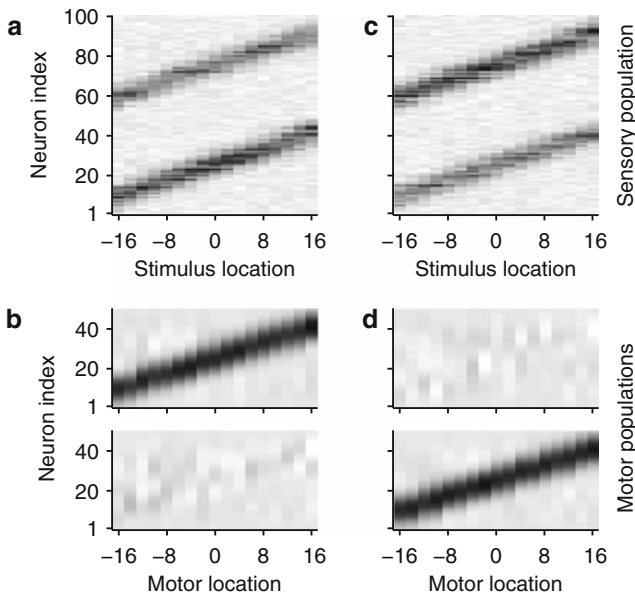 a
100
80
60
40
20
1
Neuron index
−16 −8 0 8 16
Stimulus location
c
−16 −8 0 8 16
Stimulus location
Sensory population
b
40
20
1
40
20
1
Neuron index
−16 −8 0 8 16
Motor location
d
−16 −8 0 8 16
Motor location
Motor populations